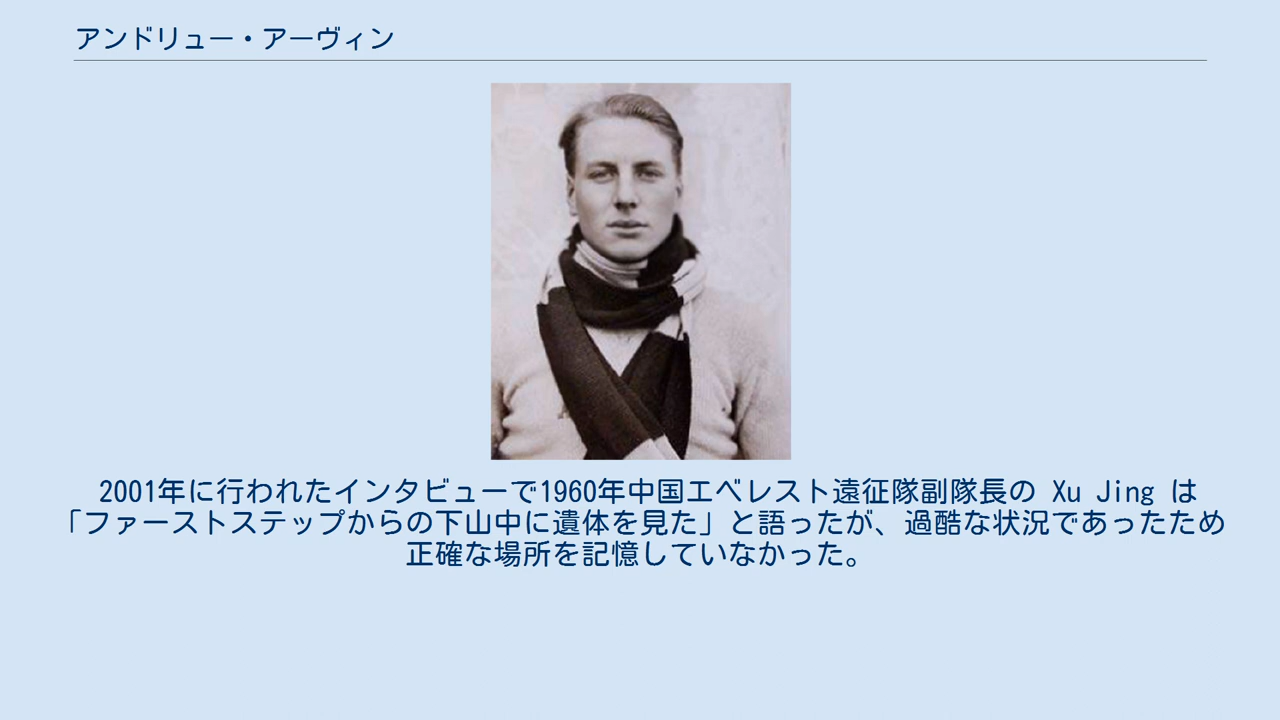 アンドリュー・アーヴィン
2001年に行われたインタビューで1960年中国エベレスト遠征隊副隊長の Xu Jing は
「ファーストステップからの下山中に遺体を見た」と語ったが、過酷な状況であったため
正確な場所を記憶していなかった。